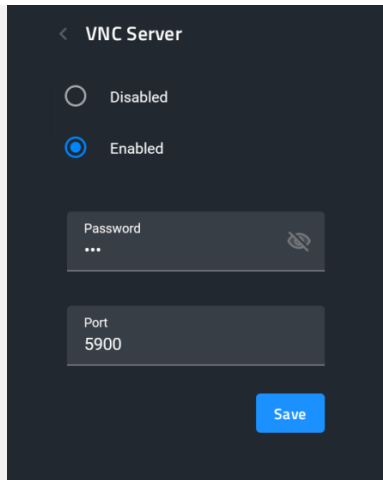 VNC Server
Disabled
Enabled
Password
•••
Port
5900
Save